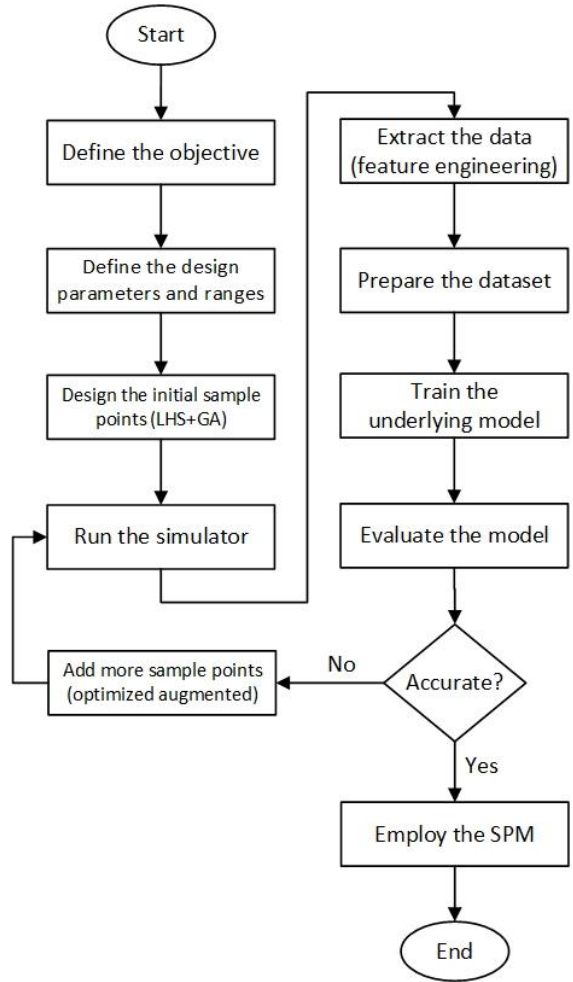 Start
Define the objective
Define the design
parameters and ranges
Design the initial sample
points (LHS+GA)
Run the simulator
Add more sample points
(optimized augmented)
Extract the data
(feature engineering)
Prepare the dataset
Train the
underlying model
Evaluate the model
Accurate?
No
Yes
Employ the SPM
End